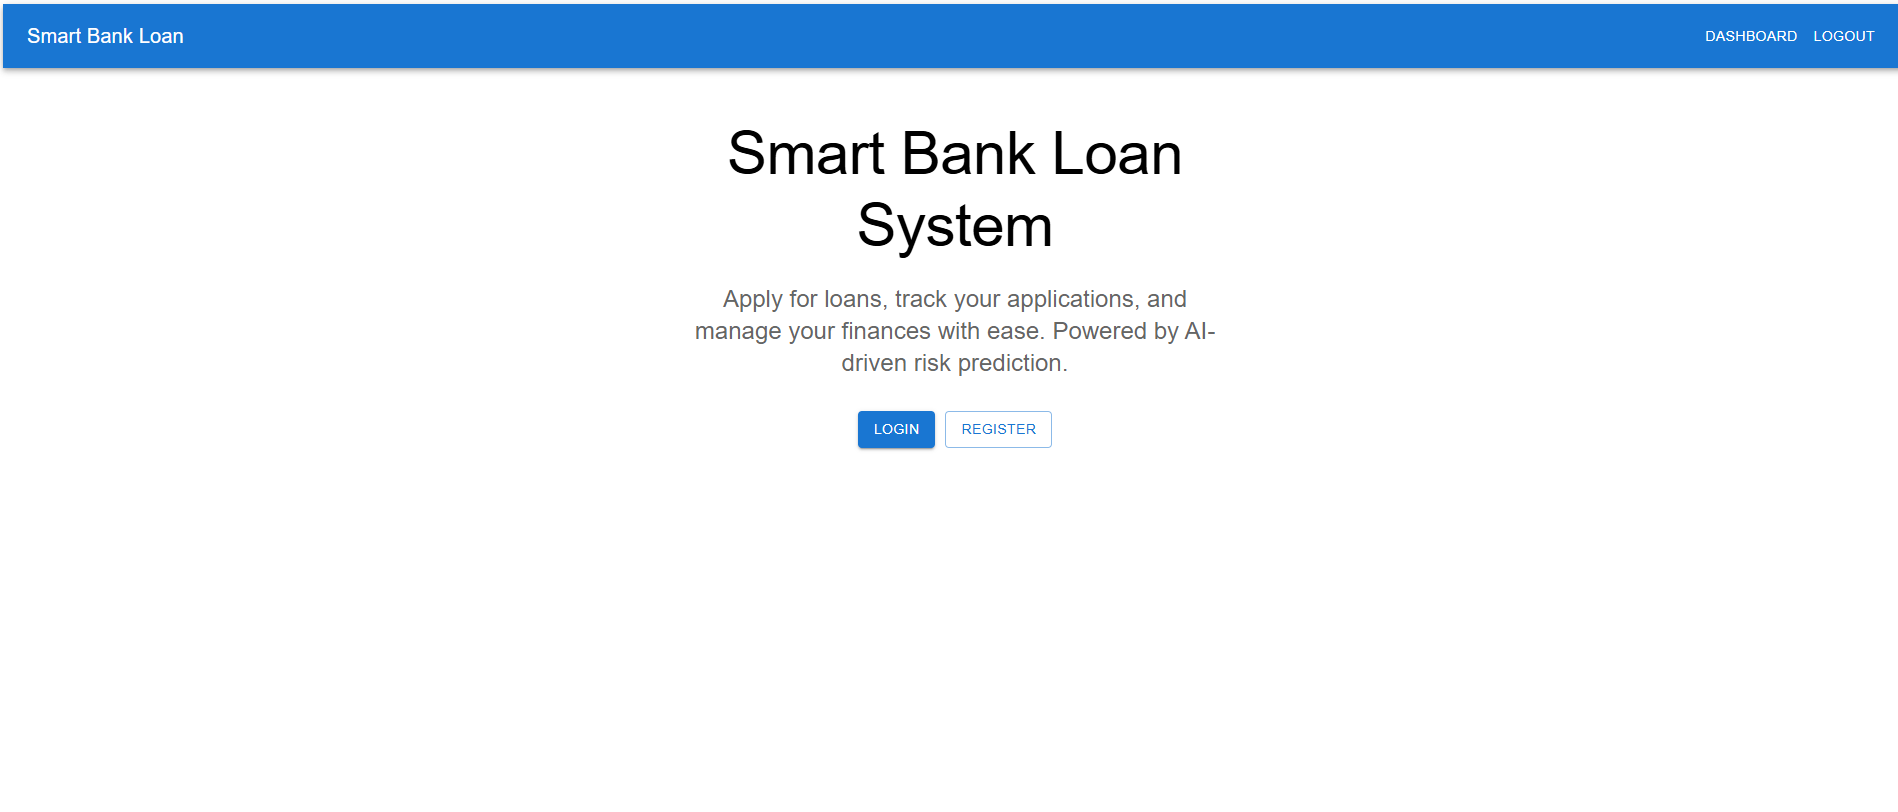 Smart Bank Loan
DASHBOARD LOGOUT
Smart Bank Loan
System
Apply for loans, track your applications, and
manage your finances with ease. Powered by AI-
driven risk prediction.
LOGIN REGISTER